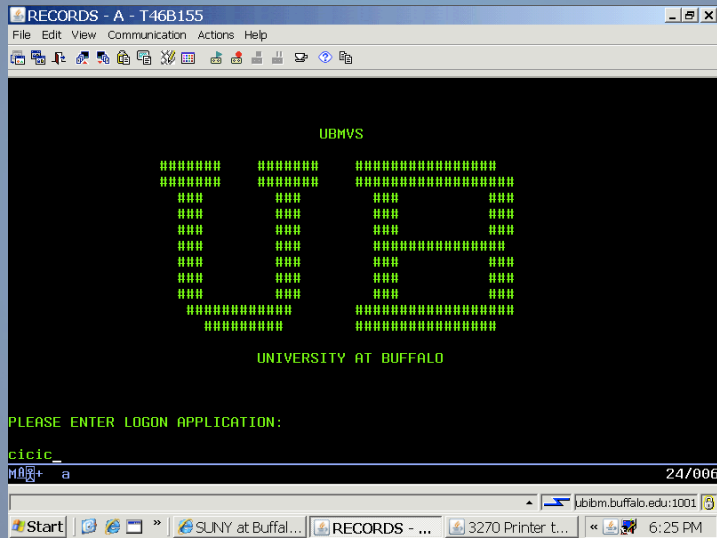 RECORDS - A - T46B155
File Edit View Communication Actions Help
UBMVS
####### ####### ################
####### ####### ##################
### ### ### ###
### ### ### ###
### ### ### ###
### ### ###############
### ### ### ###
### ### ### ###
### ### ### ###
############ ##################
######### ################
UNIVERSITY AT BUFFALO
PLEASE ENTER LOGON APPLICATION:
cicic_
MA + a 24/006
ubibm.buffalo.edu:1001
Start » SUNY at Buffal... RECORDS - ... 3270 Printer t... « 6:25 PM